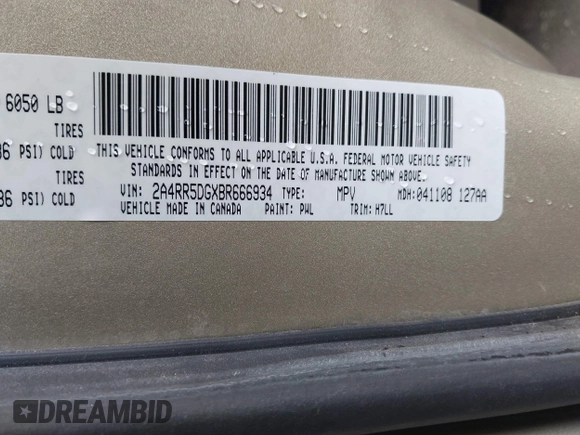 6050 LB
TIRES
36 PSI) COLD
TIRES
36 PSI) COLD
THIS VEHICLE CONFORMS TO ALL APPLICABLE U.S.A. FEDERAL MOTOR VEHICLE SAFETY
STANDARDS IN EFFECT ON THE DATE OF MANUFACTURE SHOWN ABOVE.
VIN: 2A4RR5DGXBR666934 TYPE: MPV MDH:041108 127AA
VEHICLE MADE IN CANADA PAINT: PWL TRIM: H7LL
DREAMBID